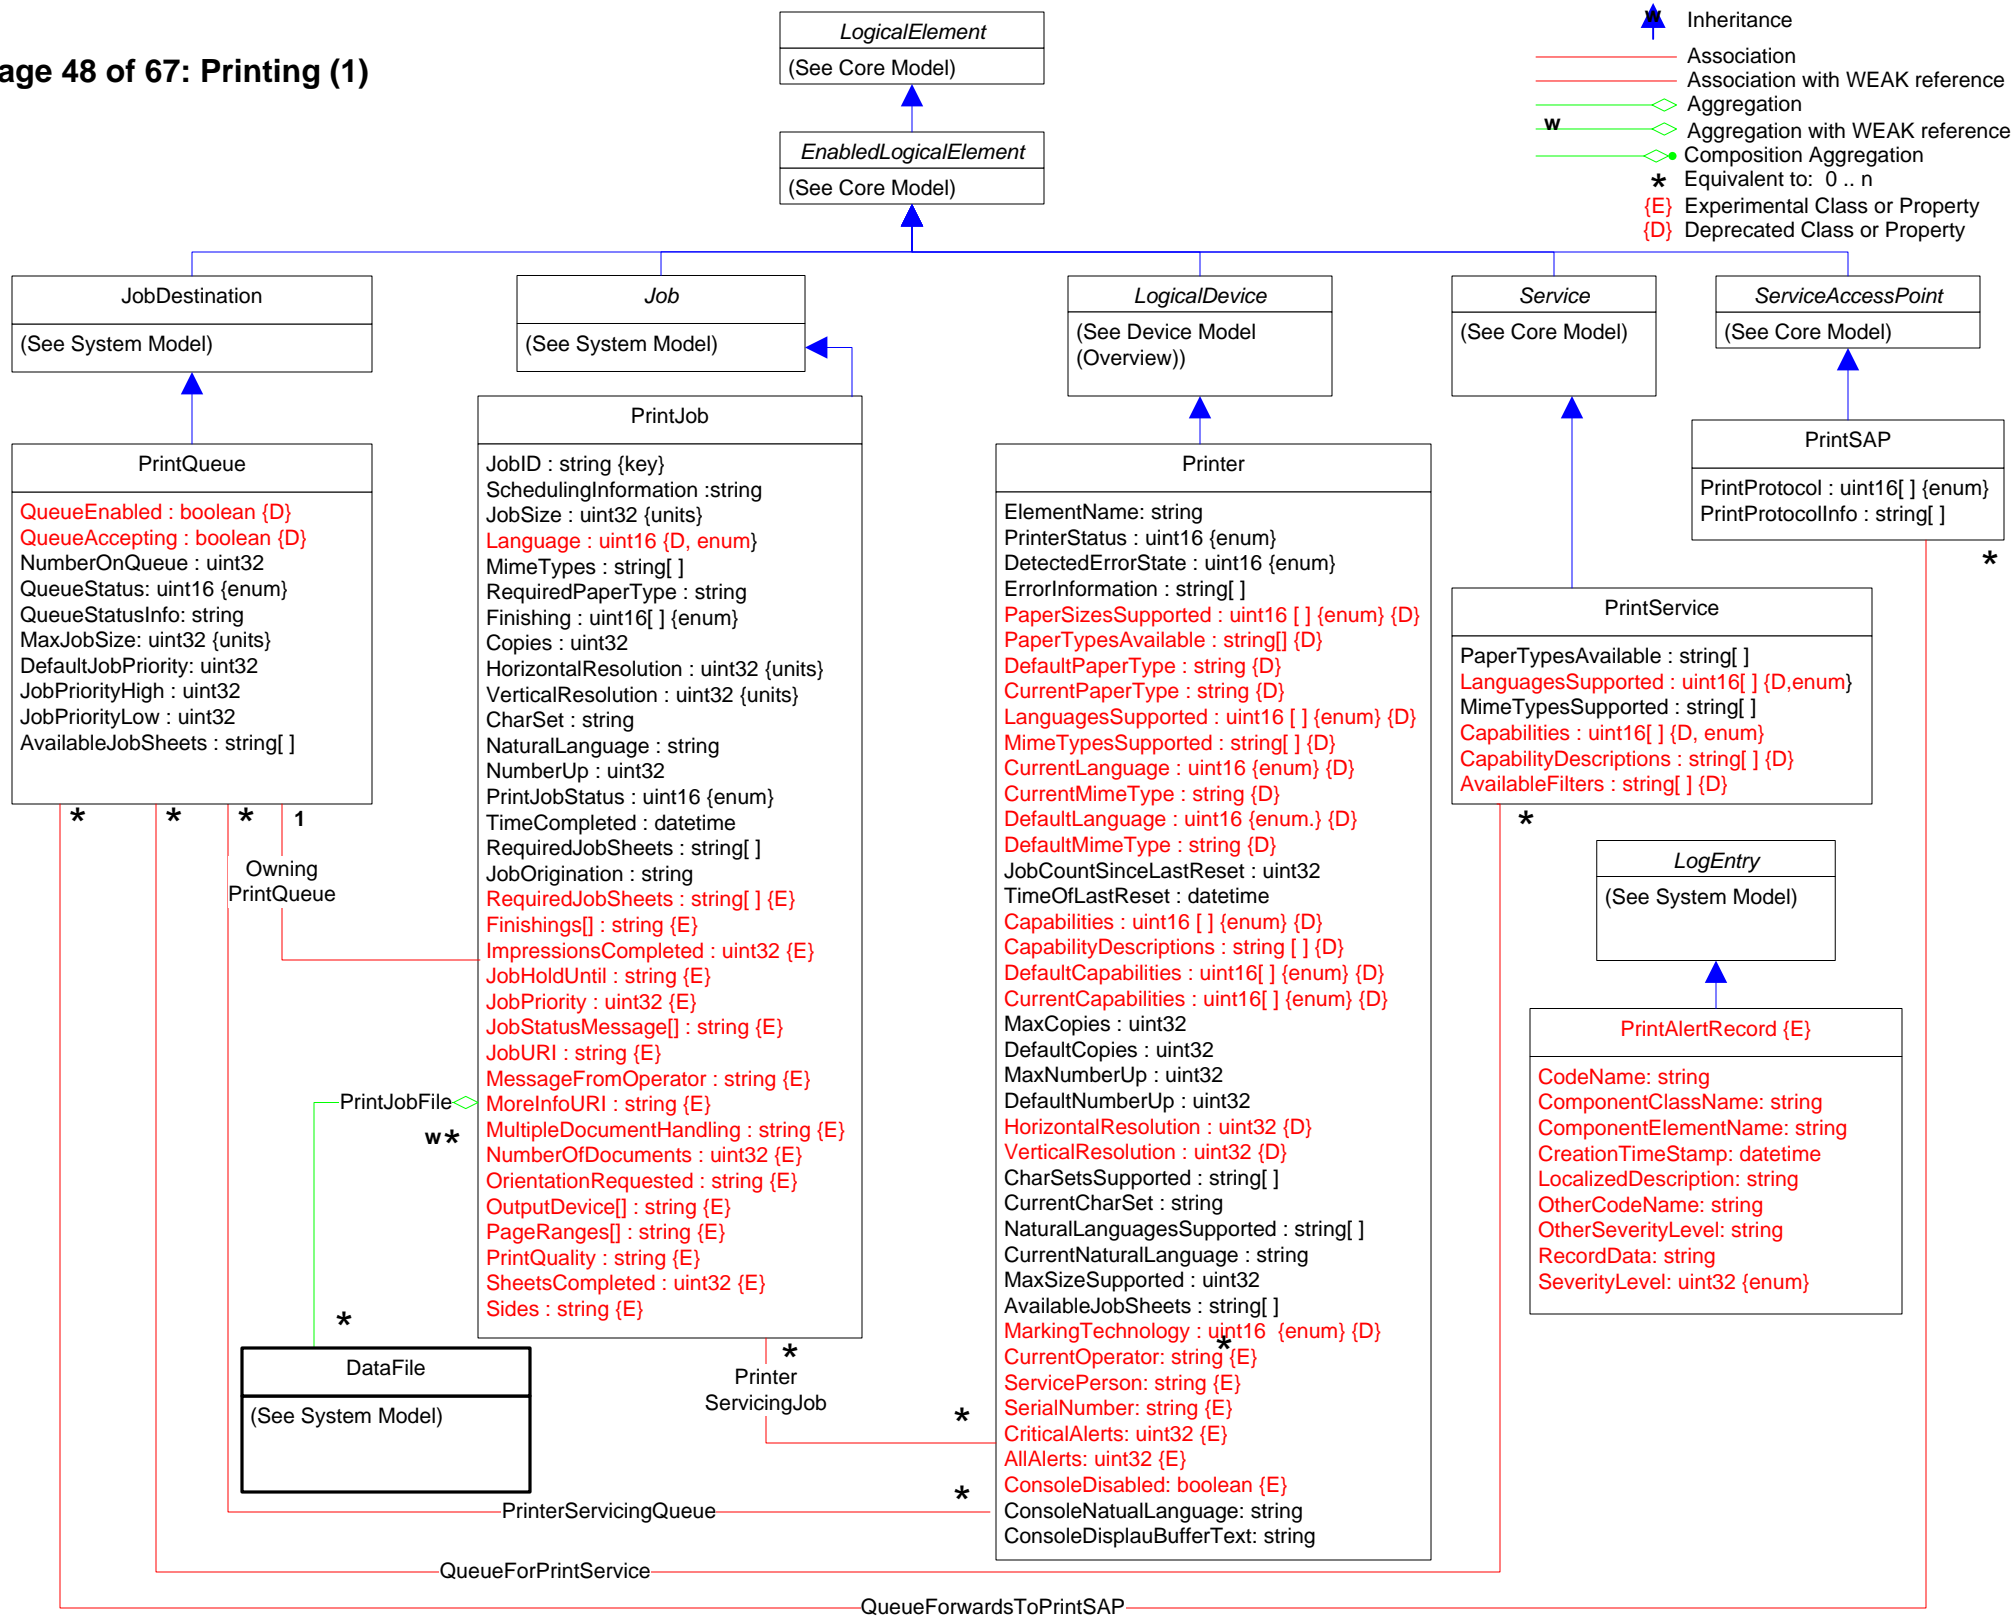 age 48 of 67: Printing (1)
LogicalElement
(See Core Model)
EnabledLogicalElement
(See Core Model)
w
Inheritance
Association
Association with WEAK reference
Aggregation
w
Aggregation with WEAK reference
Composition Aggregation
* Equivalent to: 0 .. n
{E} Experimental Class or Property
{D} Deprecated Class or Property
JobDestination
(See System Model)
Job
(See System Model)
LogicalDevice
(See Device Model
(Overview))
Service
(See Core Model)
ServiceAccessPoint
(See Core Model)
PrintQueue
QueueEnabled : boolean {D}
QueueAccepting : boolean {D}
NumberOnQueue : uint32
QueueStatus: uint16 {enum}
QueueStatusInfo: string
MaxJobSize: uint32 {units}
DefaultJobPriority: uint32
JobPriorityHigh : uint32
JobPriorityLow : uint32
AvailableJobSheets : string[ ]
* * * 1
Owning
PrintQueue
PrintJob
JobID : string {key}
SchedulingInformation :string
JobSize : uint32 {units}
Language : uint16 {D, enum}
MimeTypes : string[ ]
RequiredPaperType : string
Finishing : uint16[ ] {enum}
Copies : uint32
HorizontalResolution : uint32 {units}
VerticalResolution : uint32 {units}
CharSet : string
NaturalLanguage : string
NumberUp : uint32
PrintJobStatus : uint16 {enum}
TimeCompleted : datetime
RequiredJobSheets : string[ ]
JobOrigination : string
RequiredJobSheets : string[ ] {E}
Finishings[] : string {E}
ImpressionsCompleted : uint32 {E}
JobHoldUntil : string {E}
JobPriority : uint32 {E}
JobStatusMessage[] : string {E}
JobURI : string {E}
MessageFromOperator : string {E}
MoreInfoURI : string {E}
MultipleDocumentHandling : string {E}
NumberOfDocuments : uint32 {E}
OrientationRequested : string {E}
OutputDevice[] : string {E}
PageRanges[] : string {E}
PrintQuality : string {E}
SheetsCompleted : uint32 {E}
Sides : string {E}
PrintJobFile
w *
*
DataFile
(See System Model)
*
Printer
ServicingJob
*
Printer
ElementName: string
PrinterStatus : uint16 {enum}
DetectedErrorState : uint16 {enum}
ErrorInformation : string[ ]
PaperSizesSupported : uint16 [ ] {enum} {D}
PaperTypesAvailable : string[] {D}
DefaultPaperType : string {D}
CurrentPaperType : string {D}
LanguagesSupported : uint16 [ ] {enum} {D}
MimeTypesSupported : string[ ] {D}
CurrentLanguage : uint16 {enum} {D}
CurrentMimeType : string {D}
DefaultLanguage : uint16 {enum.} {D}
DefaultMimeType : string {D}
JobCountSinceLastReset : uint32
TimeOfLastReset : datetime
Capabilities : uint16 [ ] {enum} {D}
CapabilityDescriptions : string [ ] {D}
DefaultCapabilities : uint16[ ] {enum} {D}
CurrentCapabilities : uint16[ ] {enum} {D}
MaxCopies : uint32
DefaultCopies : uint32
MaxNumberUp : uint32
DefaultNumberUp : uint32
HorizontalResolution : uint32 {D}
VerticalResolution : uint32 {D}
CharSetsSupported : string[ ]
CurrentCharSet : string
NaturalLanguagesSupported : string[ ]
CurrentNaturalLanguage : string
MaxSizeSupported : uint32
AvailableJobSheets : string[ ]
MarkingTechnology : uint16 {enum} {D}
*
CurrentOperator: string {E}
ServicePerson: string {E}
SerialNumber: string {E}
CriticalAlerts: uint32 {E}
AllAlerts: uint32 {E}
ConsoleDisabled: boolean {E}
ConsoleNatualLanguage: string
ConsoleDisplauBufferText: string
PrintSAP
PrintProtocol : uint16[ ] {enum}
PrintProtocolInfo : string[ ]
*
PrintService
PaperTypesAvailable : string[ ]
LanguagesSupported : uint16[ ] {D,enum}
MimeTypesSupported : string[ ]
Capabilities : uint16[ ] {D, enum}
CapabilityDescriptions : string[ ] {D}
AvailableFilters : string[ ] {D}
*
LogEntry
(See System Model)
PrintAlertRecord {E}
CodeName: string
ComponentClassName: string
ComponentElementName: string
CreationTimeStamp: datetime
LocalizedDescription: string
OtherCodeName: string
OtherSeverityLevel: string
RecordData: string
SeverityLevel: uint32 {enum}
*
PrinterServicingQueue
QueueForPrintService
QueueForwardsToPrintSAP